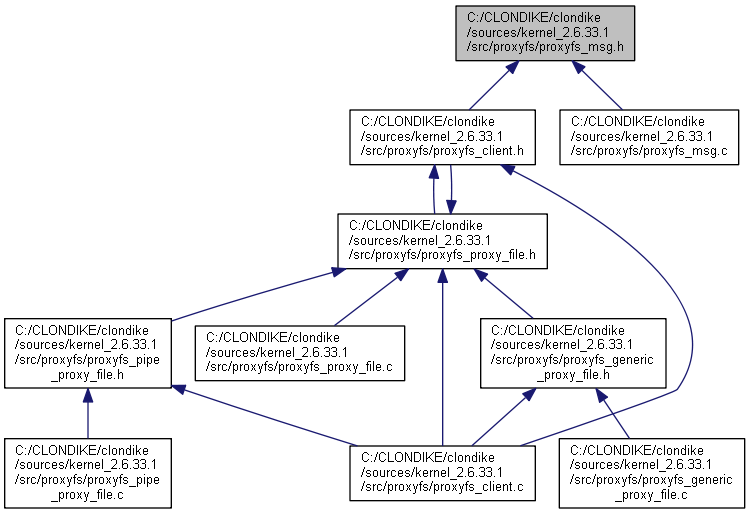 C:/CLONDIKE/clondike
/sources/kernel_2.6.33.1
/src/proxyfs/proxyfs_msg.h
C:/CLONDIKE/clondike
/sources/kernel_2.6.33.1
/src/proxyfs/proxyfs_client.h
C:/CLONDIKE/clondike
/sources/kernel_2.6.33.1
/src/proxyfs/proxyfs_msg.c
C:/CLONDIKE/clondike
/sources/kernel_2.6.33.1
/src/proxyfs/proxyfs_proxy_file.h
C:/CLONDIKE/clondike
/sources/kernel_2.6.33.1
/src/proxyfs/proxyfs_pipe
_proxy_file.h
C:/CLONDIKE/clondike
/sources/kernel_2.6.33.1
/src/proxyfs/proxyfs_proxy_file.c
C:/CLONDIKE/clondike
/sources/kernel_2.6.33.1
/src/proxyfs/proxyfs_generic
_proxy_file.h
C:/CLONDIKE/clondike
/sources/kernel_2.6.33.1
/src/proxyfs/proxyfs_pipe
_proxy_file.c
C:/CLONDIKE/clondike
/sources/kernel_2.6.33.1
/src/proxyfs/proxyfs_client.c
C:/CLONDIKE/clondike
/sources/kernel_2.6.33.1
/src/proxyfs/proxyfs_generic
_proxy_file.c